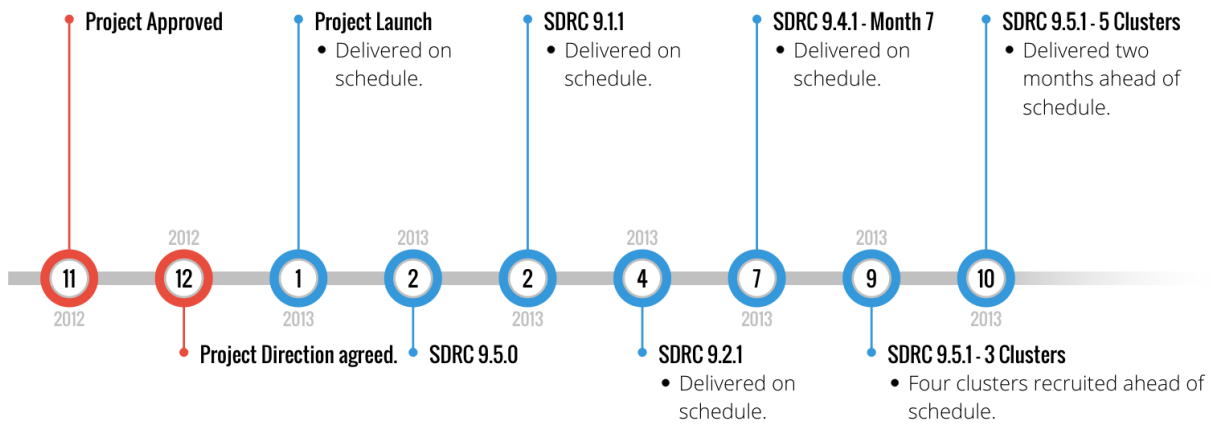 Project Approved
Project Launch
• Delivered on
schedule.
SDRC 9.1.1
• Delivered on
schedule.
SDRC 9.4.1 - Month 7
• Delivered on
schedule.
SDRC 9.5.1 - 5 Clusters
• Delivered two
months ahead of
schedule.
2012
2013
2013
2013
11
12
1
2
2
4
7
9
10
2012
2013
2013
2013
2013
Project Direction agreed.
SDRC 9.5.0
SDRC 9.2.1
• Delivered on
schedule.
SDRC 9.5.1 - 3 Clusters
• Four clusters recruited ahead of
schedule.